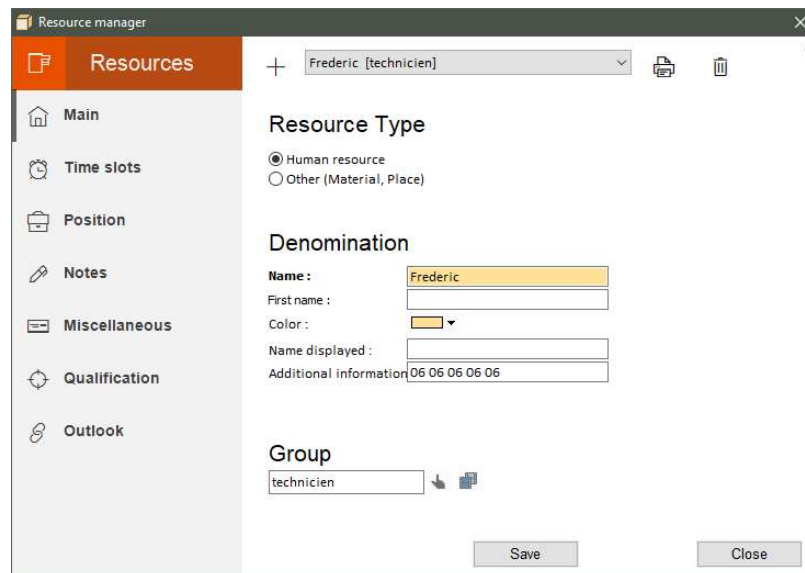 Resource manager
Resources
Frederic [technicien]
Main
Time slots
Position
Notes
Miscellaneous
Qualification
Outlook
Resource Type
Human resource
Other (Material, Place)
Denomination
Name : Frederic
First name :
Color :
Name displayed :
Additional information 06 06 06 06 06
Group
technicien
Save Close